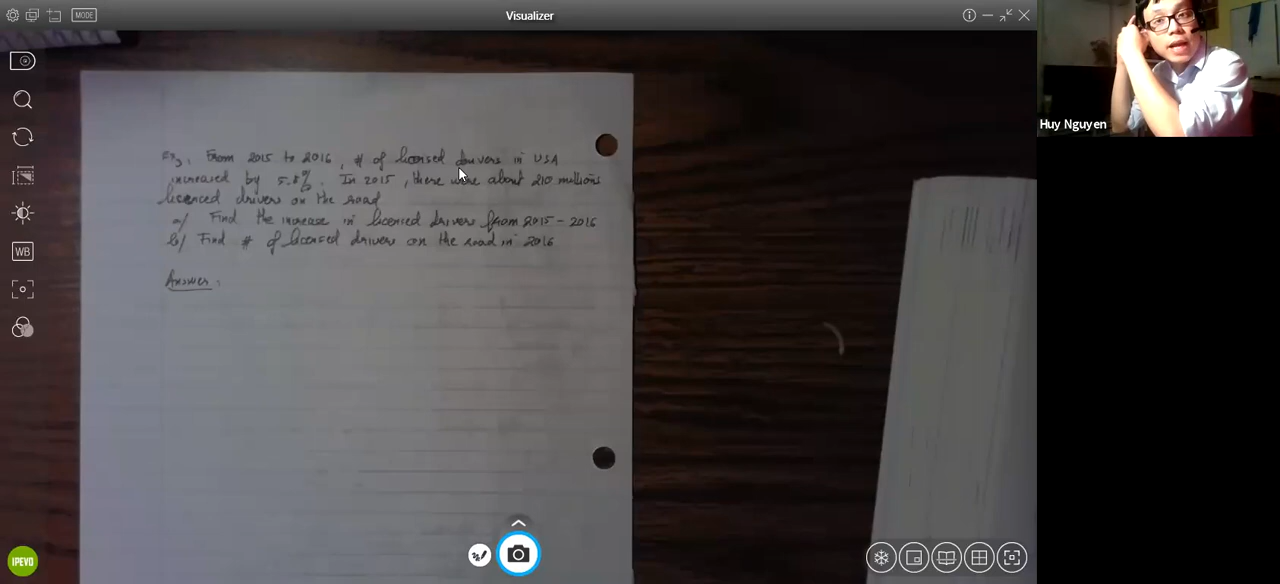 MODE
Visualizer
WB
IPEVO
Huy Nguyen
Ex3. From 2015 to 2016, # of licensed drivers in USA
increased by 5.8%. In 2015, there were about 210 millions
licenced drivers on the road
a/ Find the increase in licenced drivers from 2015-2016
b/ Find # of licensed drivers on the road in 2016
Answer: